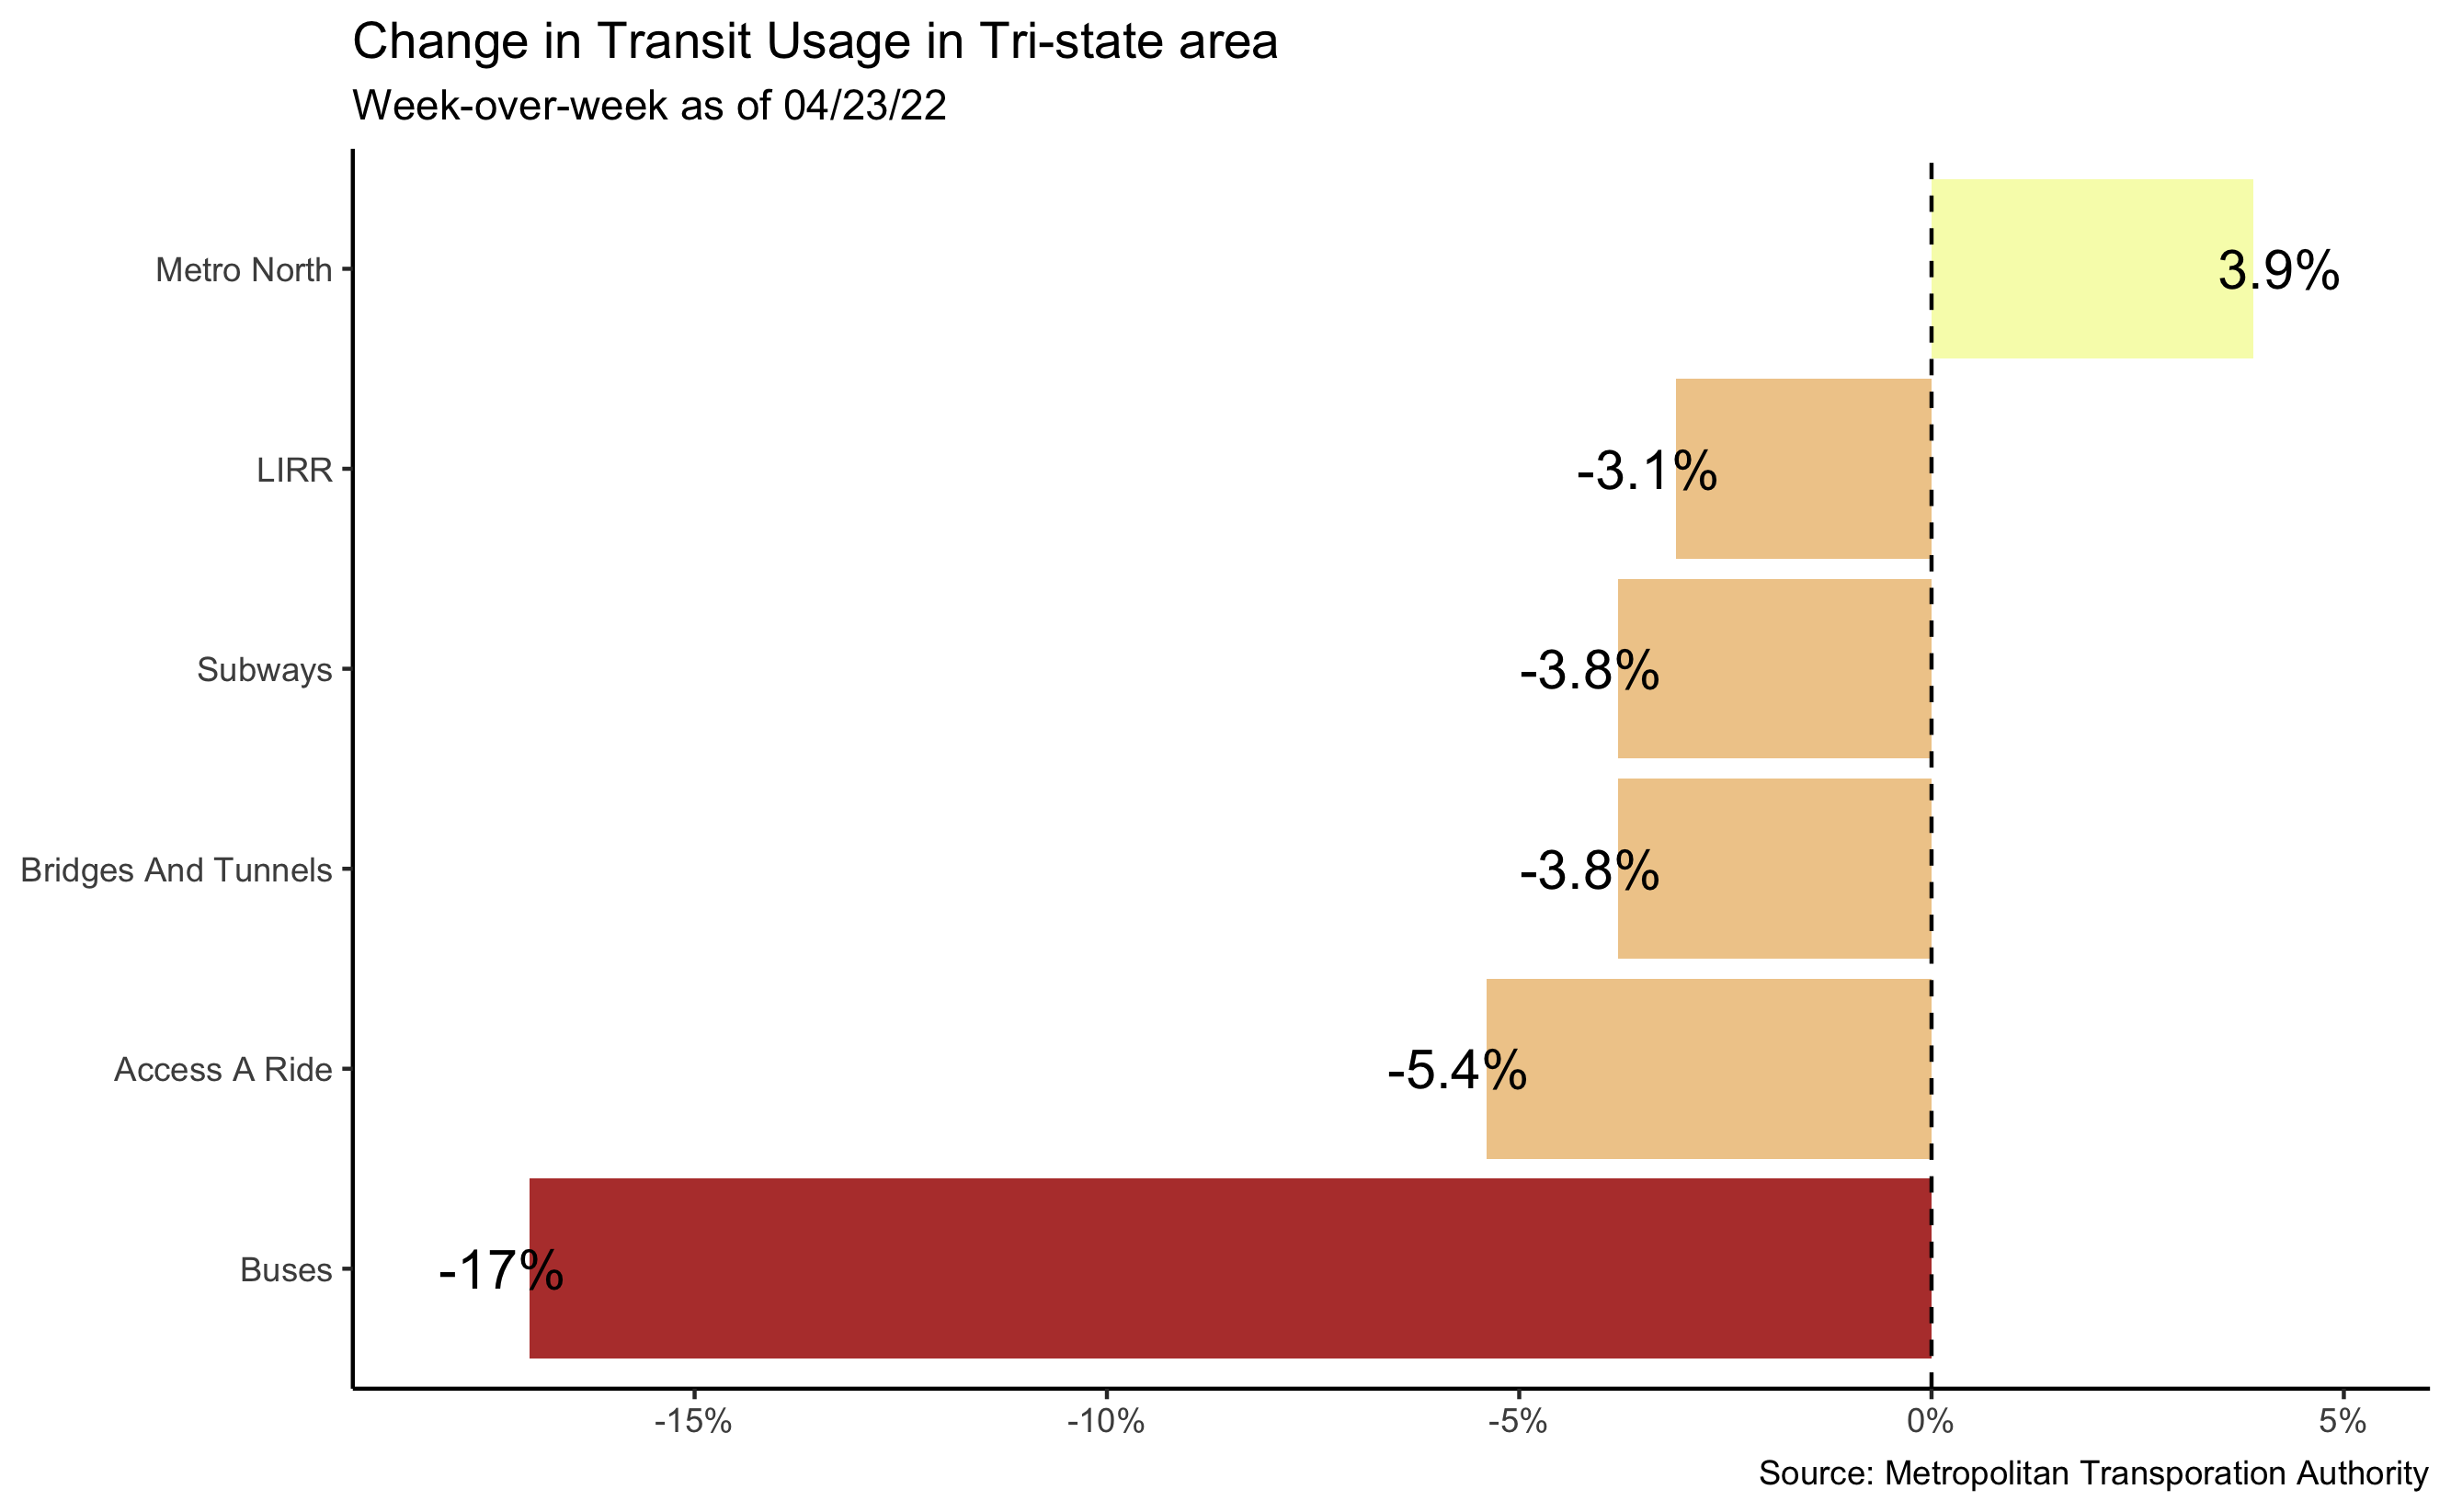 Change in Transit Usage in Tri-state area
Week-over-week as of 04/23/22
Metro North
3.9%
LIRR
-3.1%
Subways
-3.8%
Bridges And Tunnels
-3.8%
Access A Ride
-5.4%
Buses
-17%
-15%
-10%
-5%
0%
5%
Source: Metropolitan Transporation Authority